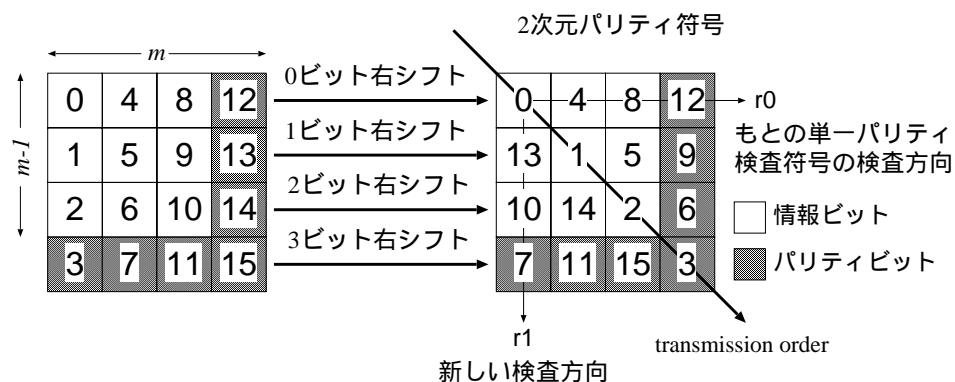 2次元パリティ符号
m
m-1
0 4 8 12
1 5 9 13
2 6 10 14
3 7 11 15
0ビット右シフト
1ビット右シフト
2ビット右シフト
3ビット右シフト
0 4 8 12
13 1 5 9
10 14 2 6
7 11 15 3
r0
もとの単一パリティ
検査符号の検査方向
情報ビット
パリティビット
r1
新しい検査方向
transmission order